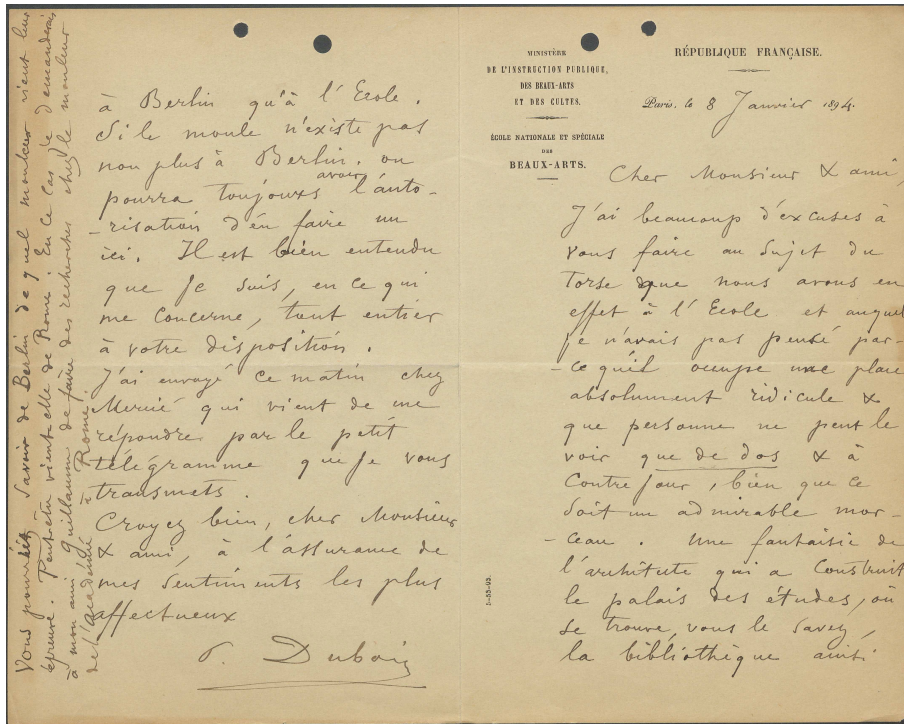 MINISTÈRE
DE L'INSTRUCTION PUBLIQUE,
DES BEAUX-ARTS
ET DES CULTES.
ÉCOLE NATIONALE ET SPÉCIALE
DES
BEAUX-ARTS.
RÉPUBLIQUE FRANÇAISE.
Paris, le 8 Janvier 1894.
Cher Monsieur & ami,
J'ai beaucoup d'excuses à
vous faire au sujet du
Torse que nous avons en
effet à l'Ecole et auquel
je n'avais pas pensé par-
-ce qu'il occupe une place
absolument ridicule &
que personne ne peut le
voir que de dos & à
Contrejour, bien que ce
soit un admirable mor-
-ceau. Une fantaisie de
l'architecte qui a construit
le palais des études, où
se trouve, vous le savez,
la bibliothèque ainsi
à Berlin qu'à l'Ecole.
Si le moule n'existe pas
non plus à Berlin, on
pourra toujours avoir l'auto-
-risation d'en faire un
ici. Il est bien entendu
que je suis, en ce qui
me concerne, tout entier
à votre disposition.
J'ai envoyé ce matin chez
Mercié qui vient de me
répondre par le petit
télégramme que je vous
transmets.
Croyez bien, cher Monsieur
& ami, à l'assurance de
mes sentiments les plus
affectueux
P. Dubois
Vous pourriez savoir de Berlin de quel mouleur vient leur
épreuve. Peut-être vient-elle de Rome. En ce cas je demanderais
à mon ami Guillaume de faire des recherches chez le mouleur
de l'académie à Rome.